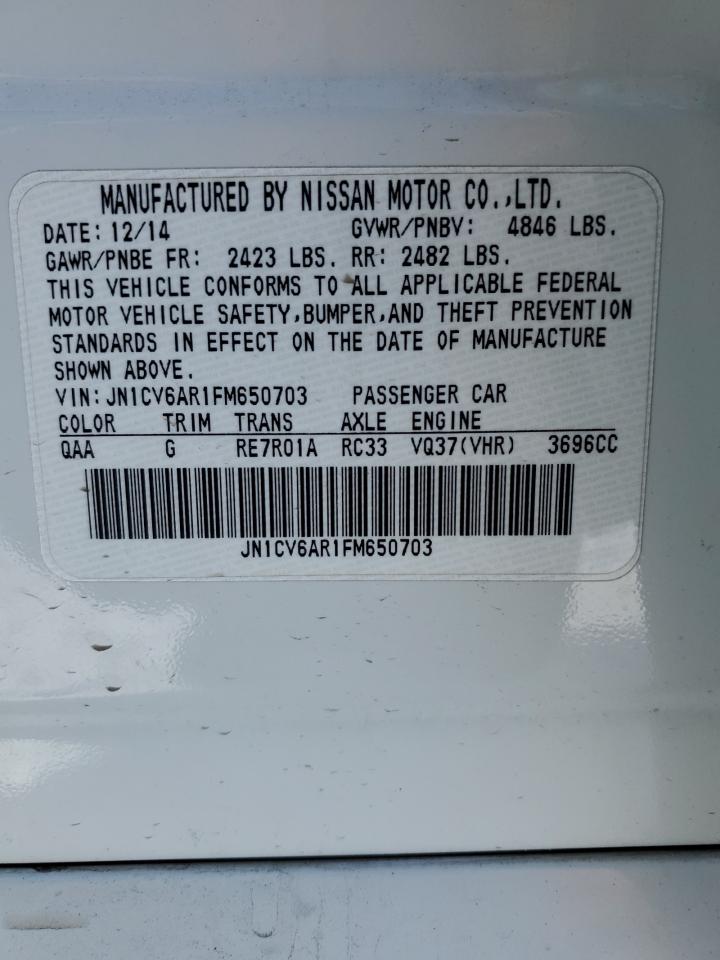 MANUFACTURED BY NISSAN MOTOR CO.,LTD.
DATE: 12/14 GVWR/PNBV: 4846 LBS.
GAWR/PNBE FR: 2423 LBS. RR: 2482 LBS.
THIS VEHICLE CONFORMS TO ALL APPLICABLE FEDERAL
MOTOR VEHICLE SAFETY,BUMPER,AND THEFT PREVENTION
STANDARDS IN EFFECT ON THE DATE OF MANUFACTURE
SHOWN ABOVE.
VIN: JN1CV6AR1FM650703 PASSENGER CAR
COLOR TRIM TRANS AXLE ENGINE
QAA G RE7R01A RC33 VQ37(VHR) 3696CC
JN1CV6AR1FM650703